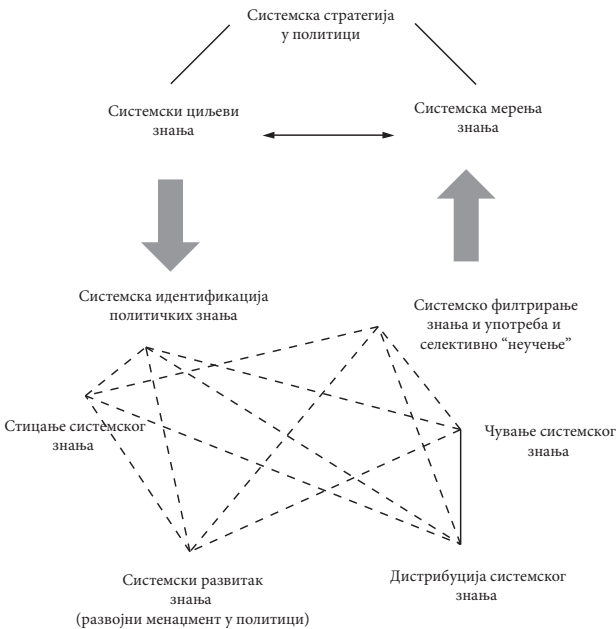 Системска стратегија
у политици
Системски циљеви
знања
Системска мерења
знања
Системска идентификација
политичких знања
Системско филтрирање
знања и употреба и
селективно “неучење”
Стицање системског
знања
Чување системског
знања
Системски развитак
знања
(развојни менаџмент у политици)
Дистрибуција системског
знања